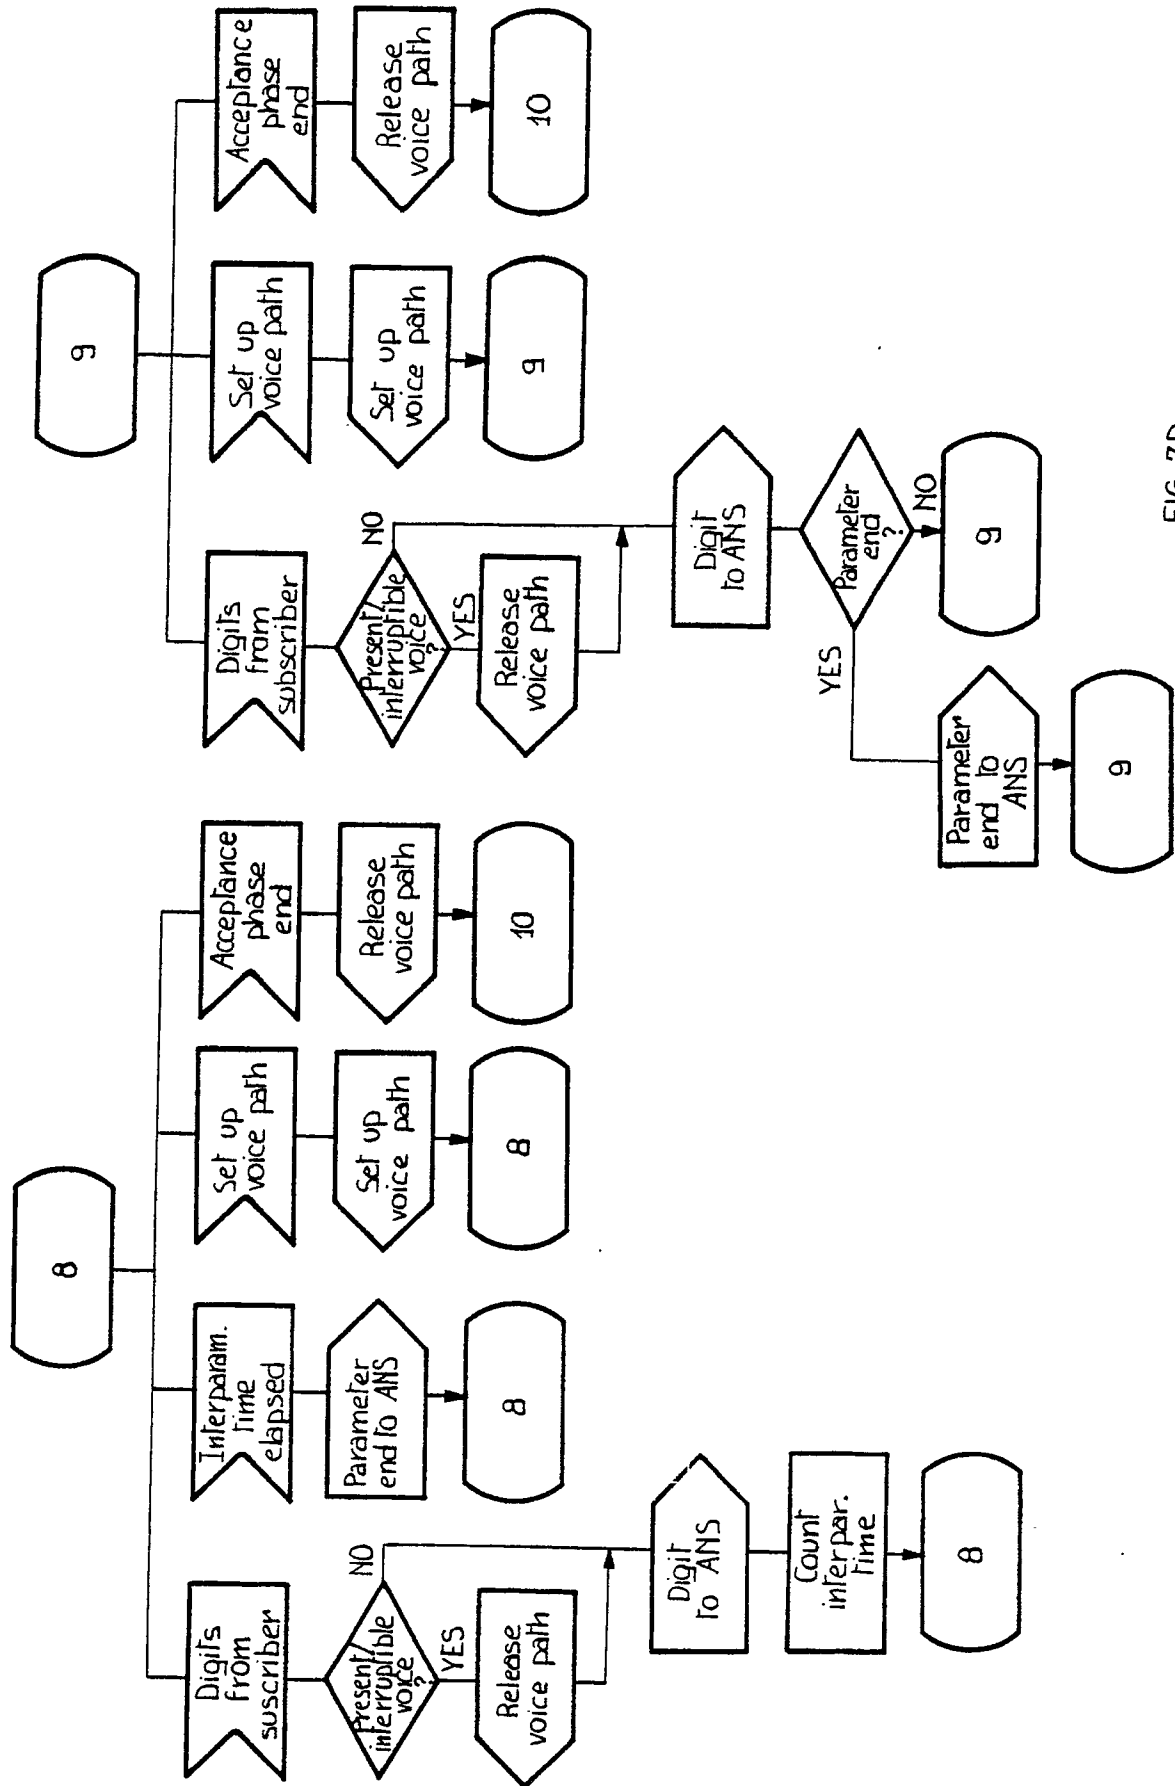 8
Digits
from
suscriber
Present/
interruptible
voice
?
NO
YES
Release
voice path
Digit
to ANS
Count
interpar.
time
8
Interparam.
time
elapsed
Parameter
end to ANS
8
Set up
voice path
Set up
voice path
8
Acceptance
phase
end
Release
voice path
10
9
Digits
from
subscriber
Present/
interruptible
voice
?
NO
YES
Release
voice path
Digit
to ANS
Parameter
end
?
YES
NO
Parameter
end to
ANS
9
9
Set up
voice path
Set up
voice path
9
Acceptance
phase
end
Release
voice path
10